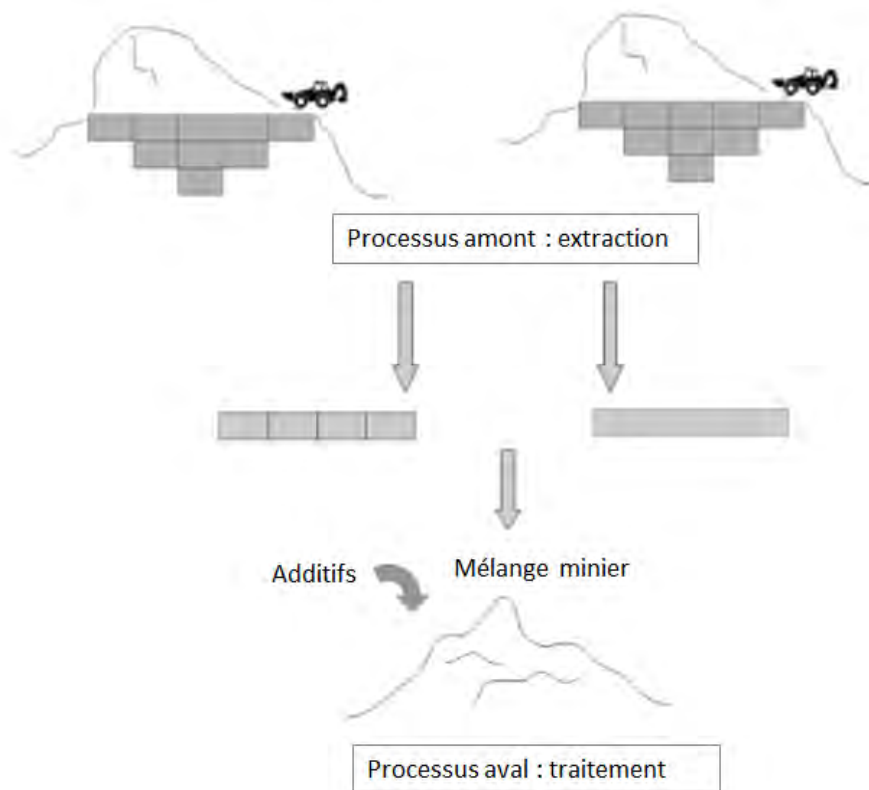 Processus amont : extraction
Additifs
Mélange minier
Processus aval : traitement